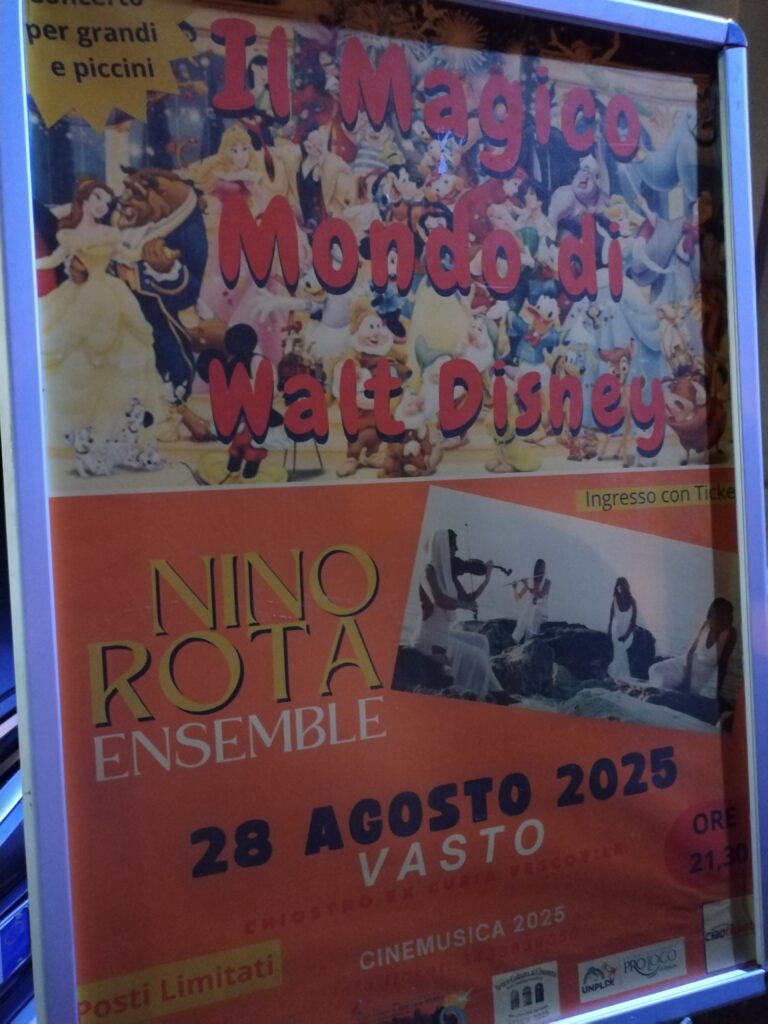 concerto
per grandi
e piccini
Il Magico
Mondo di
Walt Disney
Ingresso con Ticke
NINO
ROTA
ENSEMBLE
28 AGOSTO 2025
VASTO
ORE
21,30
CHIOSTRO EX CURIA VESCOVILE
CINEMUSICA 2025
Posti Limitati
UNPLI
PRO LOCO